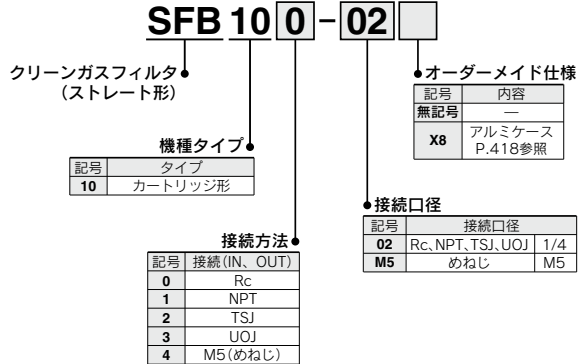 SFB 10 0 - 02
クリーンガスフィルタ
(ストレート形)
オーダーメイド仕様
記号 内容
無記号 —
X8 アルミケース
P.418参照
機種タイプ
記号 タイプ
10 カートリッジ形
接続口径
記号 接続口径
02 Rc、NPT、TSJ、UOJ 1/4
M5 めねじ M5
接続方法
記号 接続(IN、OUT)
0 Rc
1 NPT
2 TSJ
3 UOJ
4 M5(めねじ)